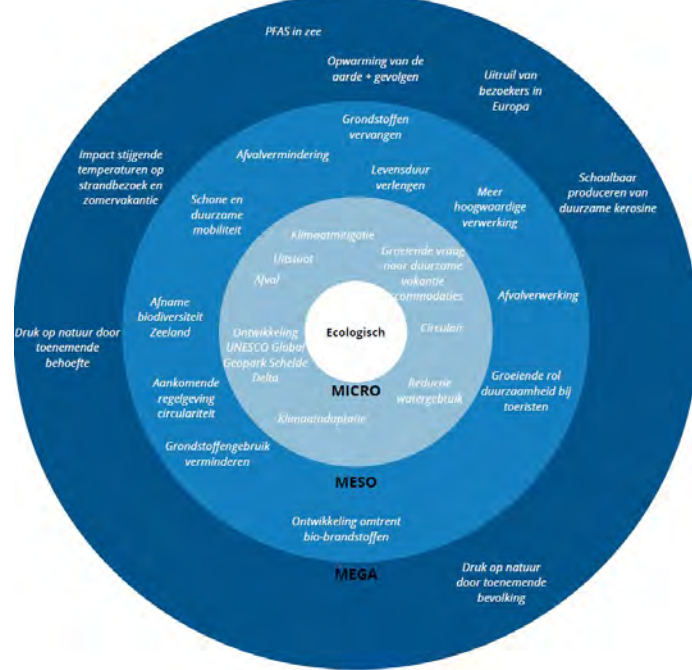 PFAS in zee
Opwarming van de
aarde + gevolgen
Uitruil van
bezoekers in
Europa
Grondstoffen
vervangen
Afvalvermindering
Impact stijgende
temperaturen op
strandbezoek en
zomervakantie
Levensduur
verlengen
Schaalbaar
produceren van
duurzame kerosine
Schone en
duurzame
mobiliteit
Meer
hoogwaardige
verwerking
Klimaatmitigatie
Uitstoot
Afval
Groeiende vraag
naar duurzame
vakantie
accommodaties
Afvalverwerking
Afname
biodiversiteit
Zeeland
Druk op natuur door
toenemende
behoefte
Ontwikkeling
UNESCO Global
Geopark Schelde
Delta
Ecologisch
Circulair
MICRO
Groeiende rol
duurzaamheid bij
toeristen
Aankomende
regelgeving
circulariteit
Reductie
watergebruik
Klimaatadaptatie
Grondstoffengebruik
verminderen
MESO
Ontwikkeling omtrent
bio-brandstoffen
MEGA
Druk op natuur
door toenemende
bevolking